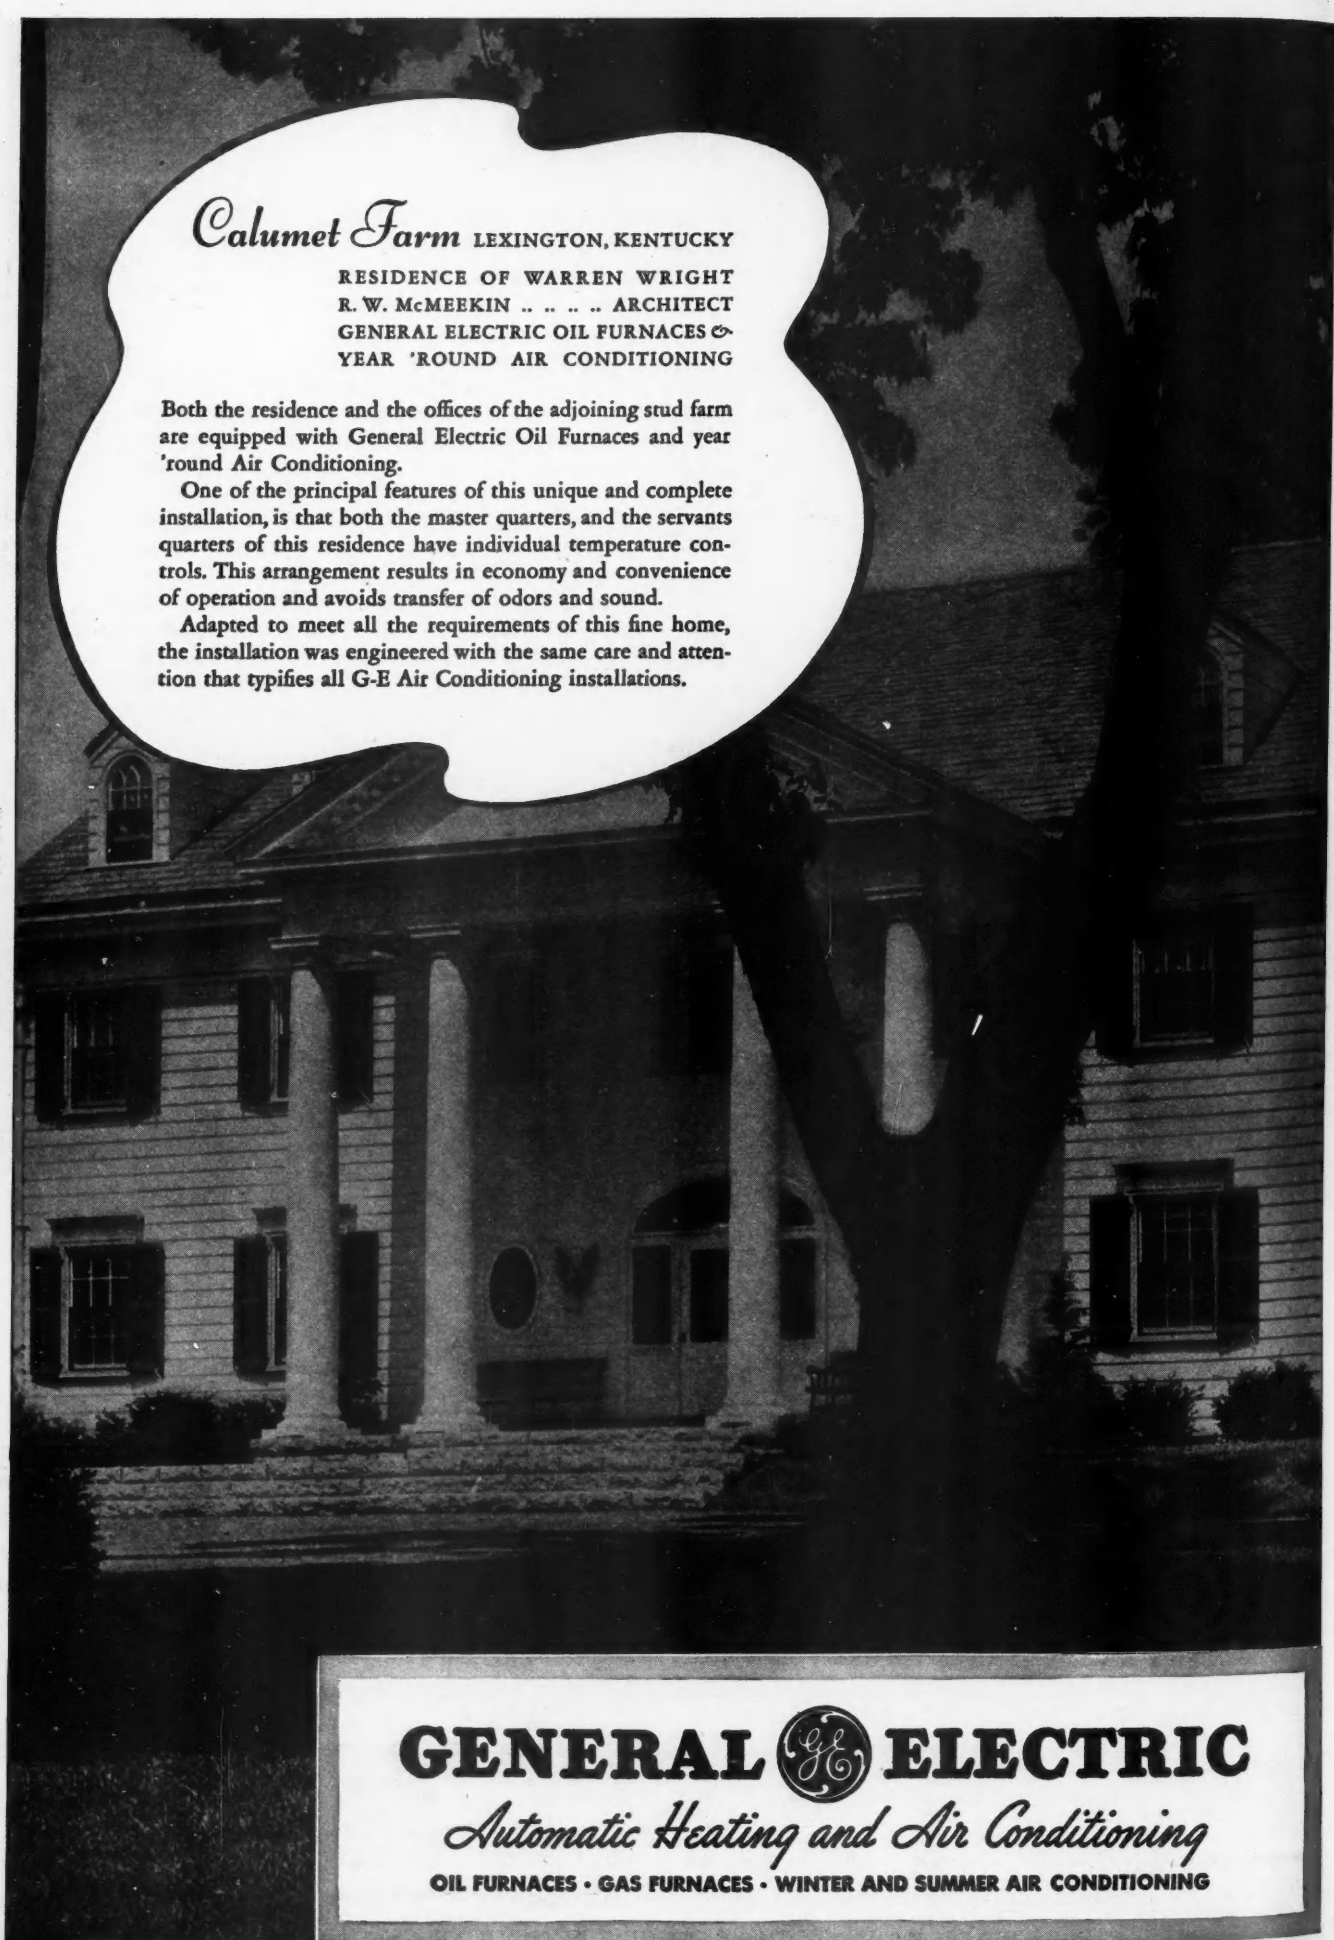 Calumet Farm LEXINGTON, KENTUCKY
RESIDENCE OF WARREN WRIGHT
R. W. McMEEKIN .. .. .. .. ARCHITECT
GENERAL ELECTRIC OIL FURNACES &
YEAR 'ROUND AIR CONDITIONING
Both the residence and the offices of the adjoining stud farm
are equipped with General Electric Oil Furnaces and year
'round Air Conditioning.
One of the principal features of this unique and complete
installation, is that both the master quarters, and the servants
quarters of this residence have individual temperature con-
trols. This arrangement results in economy and convenience
of operation and avoids transfer of odors and sound.
Adapted to meet all the requirements of this fine home,
the installation was engineered with the same care and atten-
tion that typifies all G-E Air Conditioning installations.
GENERAL GE ELECTRIC
Automatic Heating and Air Conditioning
OIL FURNACES • GAS FURNACES • WINTER AND SUMMER AIR CONDITIONING